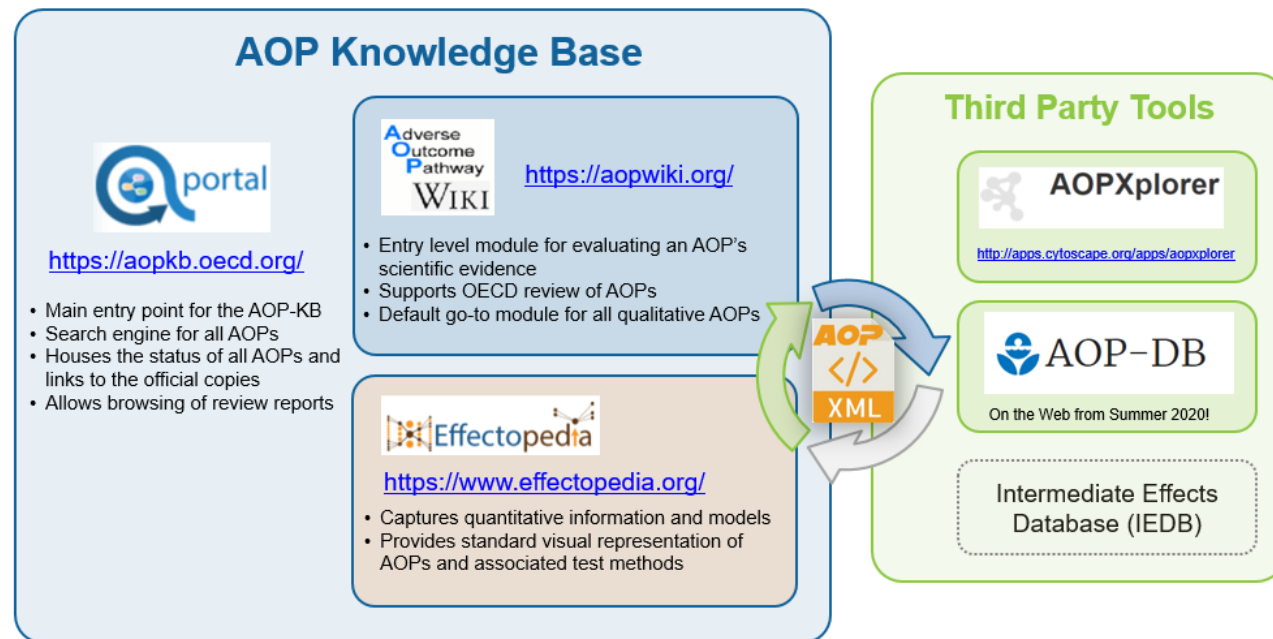 AOP Knowledge Base
portal
https://aopkb.oecd.org/
• Main entry point for the AOP-KB
• Search engine for all AOPs
• Houses the status of all AOPs and
links to the official copies
• Allows browsing of review reports
Adverse
Outcome
Pathway
WIKI
https://aopwiki.org/
• Entry level module for evaluating an AOP's
scientific evidence
• Supports OECD review of AOPs
• Default go-to module for all qualitative AOPs
Effectopedia
https://www.effectopedia.org/
• Captures quantitative information and models
• Provides standard visual representation of
AOPs and associated test methods
AOP
</>
XML
Third Party Tools
AOPXplorer
http://apps.cytoscape.org/apps/aopxplorer
AOP-DB
On the Web from Summer 2020!
Intermediate Effects
Database (IEDB)